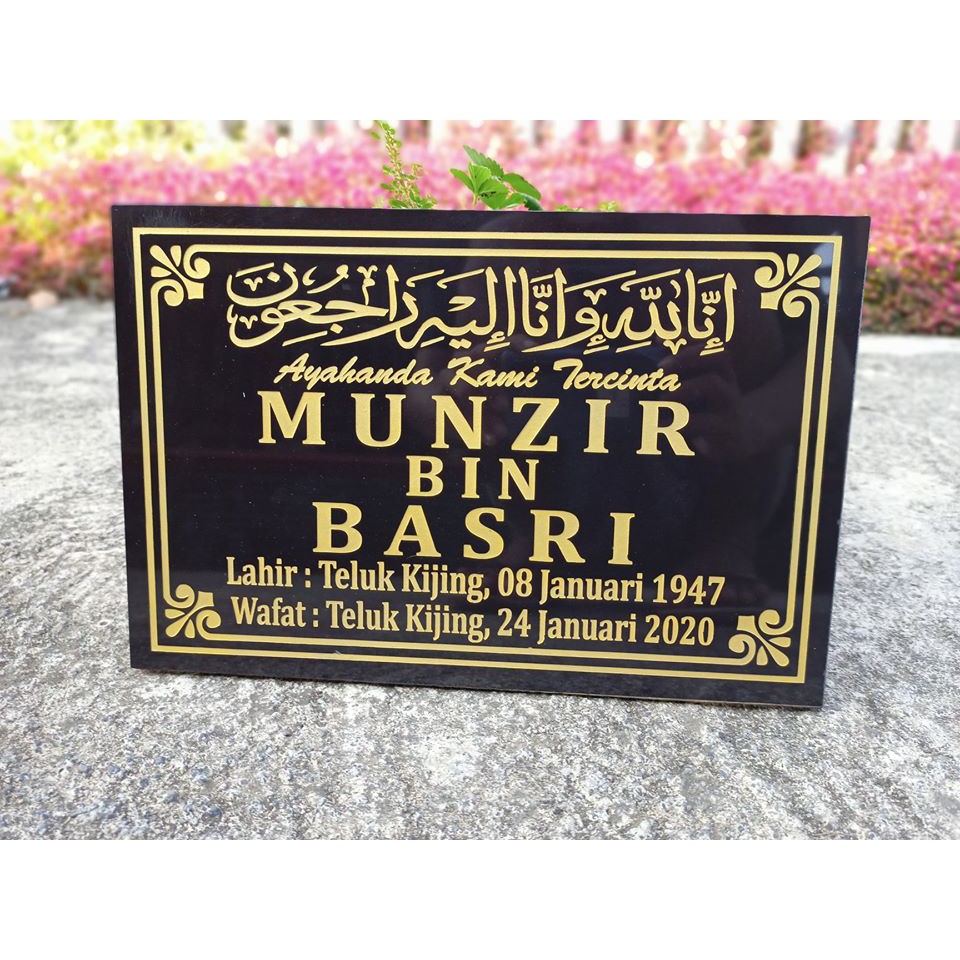 إِنَّا لِلَّهِ وَإِنَّا إِلَيْهِ رَاجِعُونَ
Ayahanda Kami Tercinta
MUNZIR
BIN
BASRI
Lahir : Teluk Kijing, 08 Januari 1947
Wafat : Teluk Kijing, 24 Januari 2020